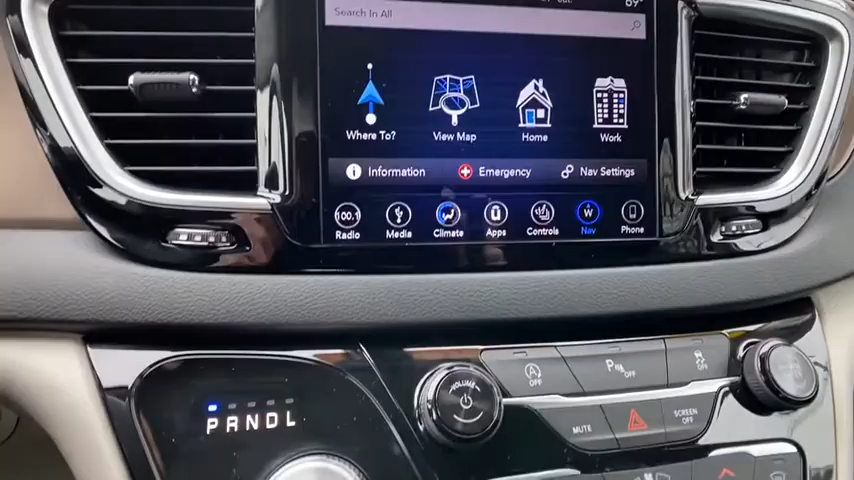 Search In All
Where To?
View Map
Home
Work
Information
Emergency
Nav Settings
100.1
Radio
Media
Climate
Apps
Controls
W
Nav
Phone
PRNDL
VOLUME
OFF
OFF
OFF
MUTE
SCREEN
OFF